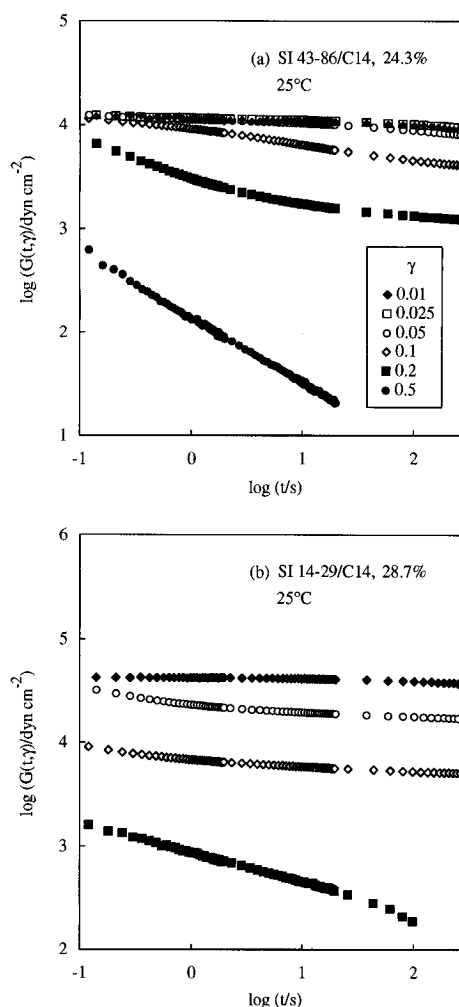 5
(a) SI 43-86/C14, 24.3%
25°C
4
log (G(t,γ)/dyn cm⁻²)
3
γ
0.01
0.025
0.05
0.1
0.2
0.5
2
1
-1 0 1 2
log (t/s)
6
(b) SI 14-29/C14, 28.7%
25°C
5
log (G(t,γ)/dyn cm⁻²)
4
3
2
-1 0 1 2
log (t/s)